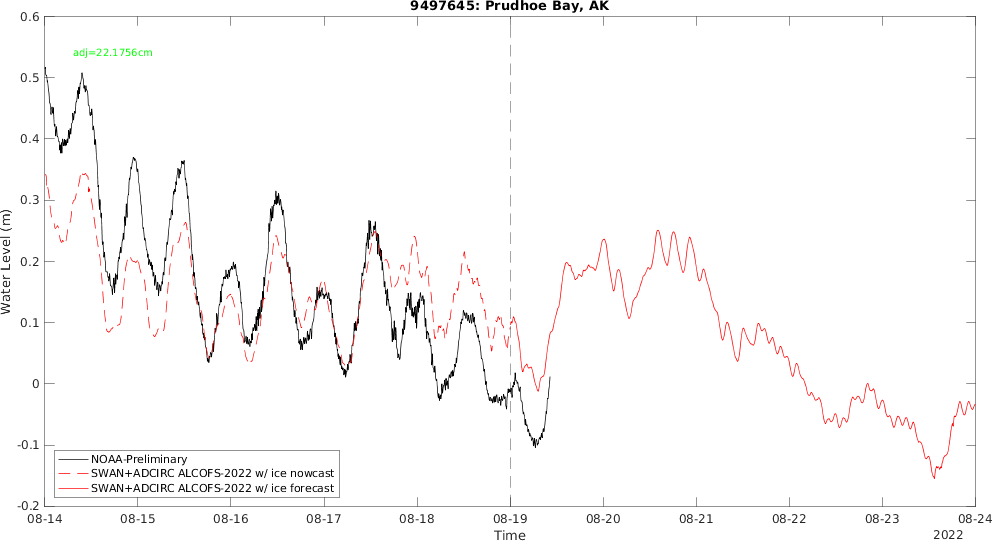 9497645: Prudhoe Bay, AK
adj=22.1756cm
0.6
0.5
0.4
0.3
0.2
0.1
0
-0.1
-0.2
Water Level (m)
NOAA-Preliminary
SWAN+ADCIRC ALCOFS-2022 w/ ice nowcast
SWAN+ADCIRC ALCOFS-2022 w/ ice forecast
08-14 08-15 08-16 08-17 08-18 08-19 08-20 08-21 08-22 08-23 08-24
Time
2022